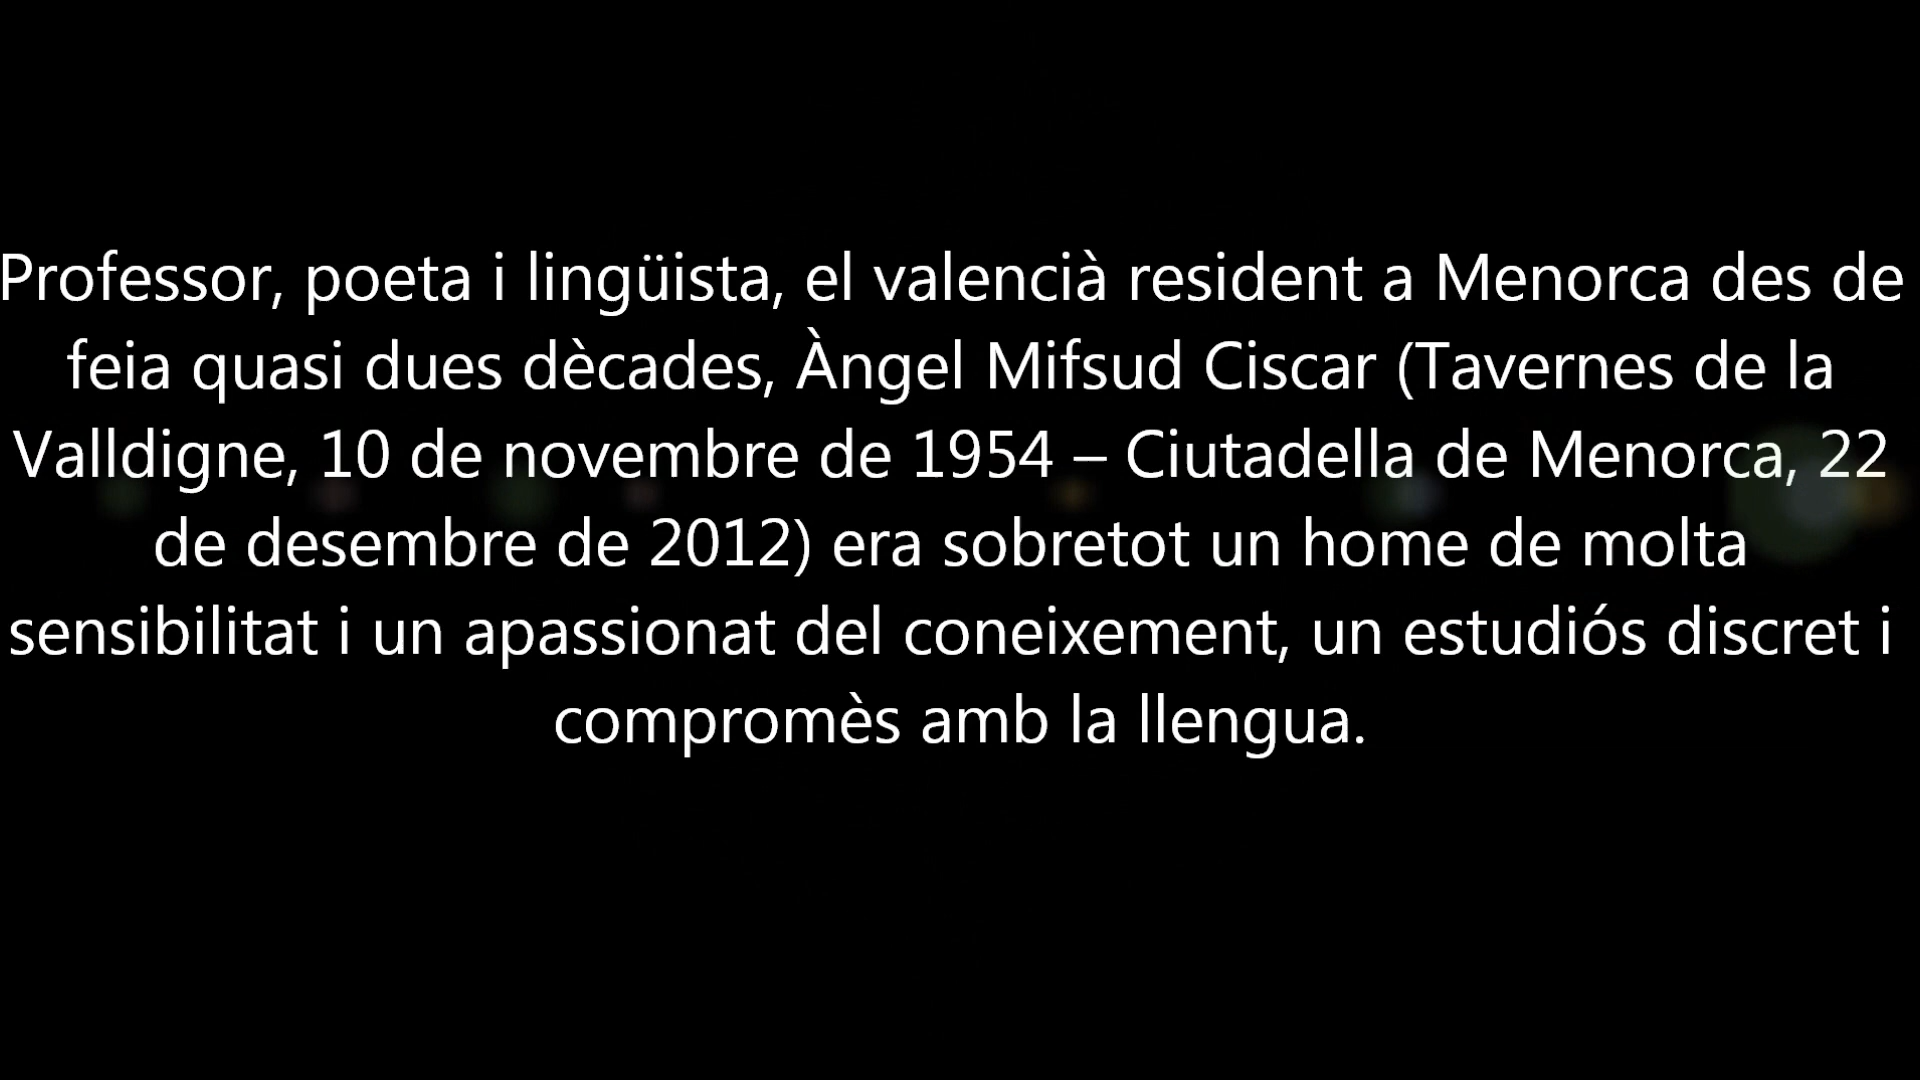 Professor, poeta i lingüista, el valencià resident a Menorca des de
feia quasi dues dècades, Àngel Mifsud Ciscar (Tavernes de la
Valldigne, 10 de novembre de 1954 – Ciutadella de Menorca, 22
de desembre de 2012) era sobretot un home de molta
sensibilitat i un apassionat del coneixement, un estudiós discret i
compromès amb la llengua.